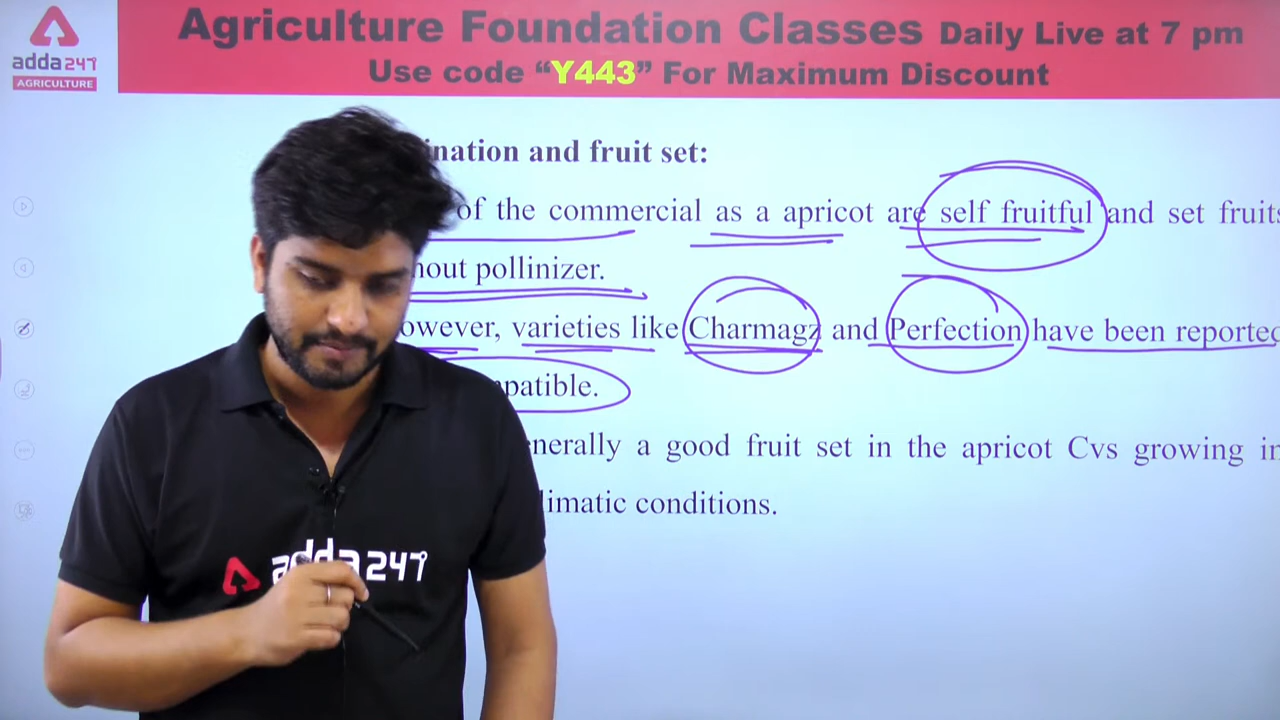 Agriculture Foundation Classes Daily Live at 7 pm
Use code “Y443” For Maximum Discount
adda247
AGRICULTURE
ination and fruit set:
of the commercial as a apricot are self fruitful and set fruits
hout pollinizer.
owever, varieties like Charmagz and Perfection have been reported
patible.
nerally a good fruit set in the apricot Cvs growing in
limatic conditions.
adda247